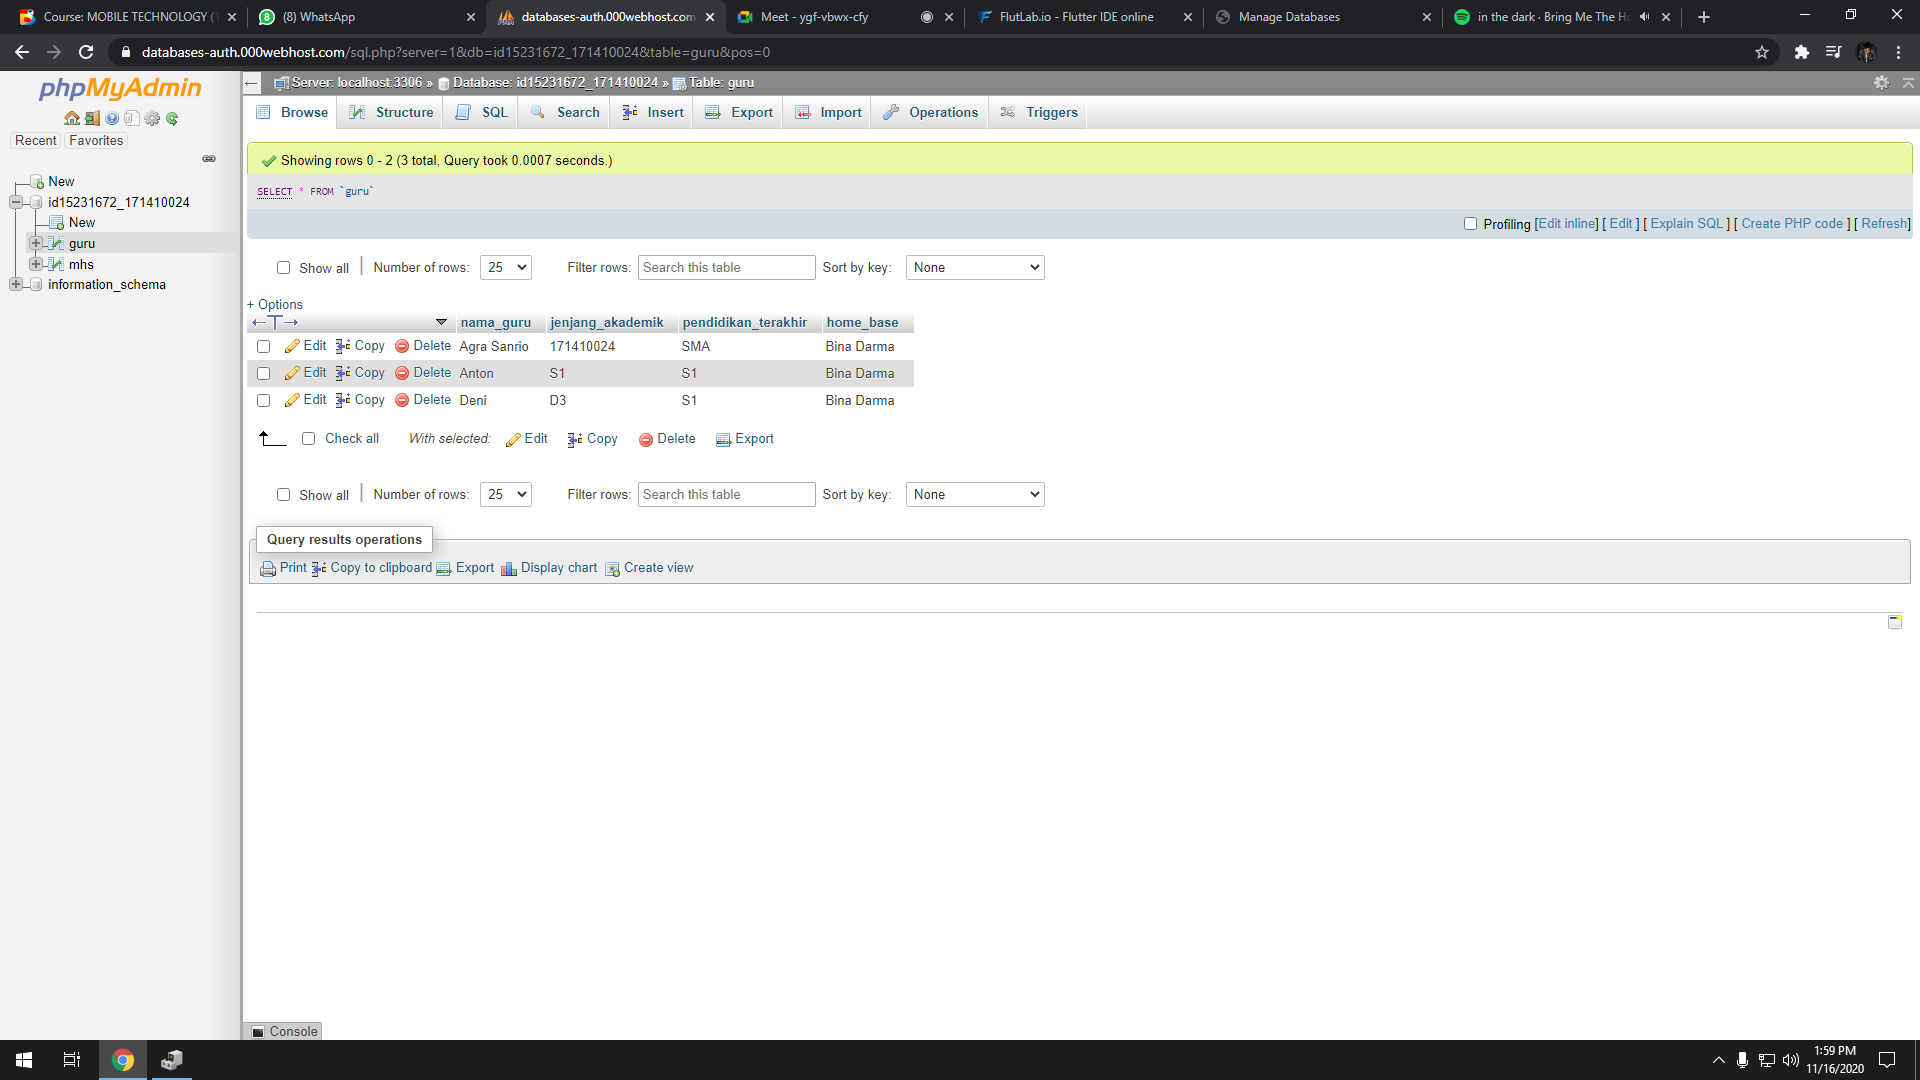 Course: MOBILE TECHNOLOGY (1
(8) WhatsApp
databases-auth.000webhost.com
Meet - ygf-vbwx-cfy
FlutLab.io - Flutter IDE online
Manage Databases
in the dark · Bring Me The Ho
databases-auth.000webhost.com/sql.php?server=1&db=id15231672_171410024&table=guru&pos=0
phpMyAdmin
Recent Favorites
New
id15231672_171410024
New
guru
mhs
information_schema
Server: localhost:3306 » Database: id15231672_171410024 » Table: guru
Browse Structure SQL Search Insert Export Import Operations Triggers
Showing rows 0 - 2 (3 total, Query took 0.0007 seconds.)
SELECT * FROM `guru`
Profiling [Edit inline] [ Edit ] [ Explain SQL ] [ Create PHP code ] [ Refresh]
Show all | Number of rows: 25 Filter rows: Search this table Sort by key: None
+ Options
nama_guru jenjang_akademik pendidikan_terakhir home_base
Edit Copy Delete Agra Sanrio 171410024 SMA Bina Darma
Edit Copy Delete Anton S1 S1 Bina Darma
Edit Copy Delete Deni D3 S1 Bina Darma
Check all With selected: Edit Copy Delete Export
Show all | Number of rows: 25 Filter rows: Search this table Sort by key: None
Query results operations
Print Copy to clipboard Export Display chart Create view
Console
1:59 PM
11/16/2020